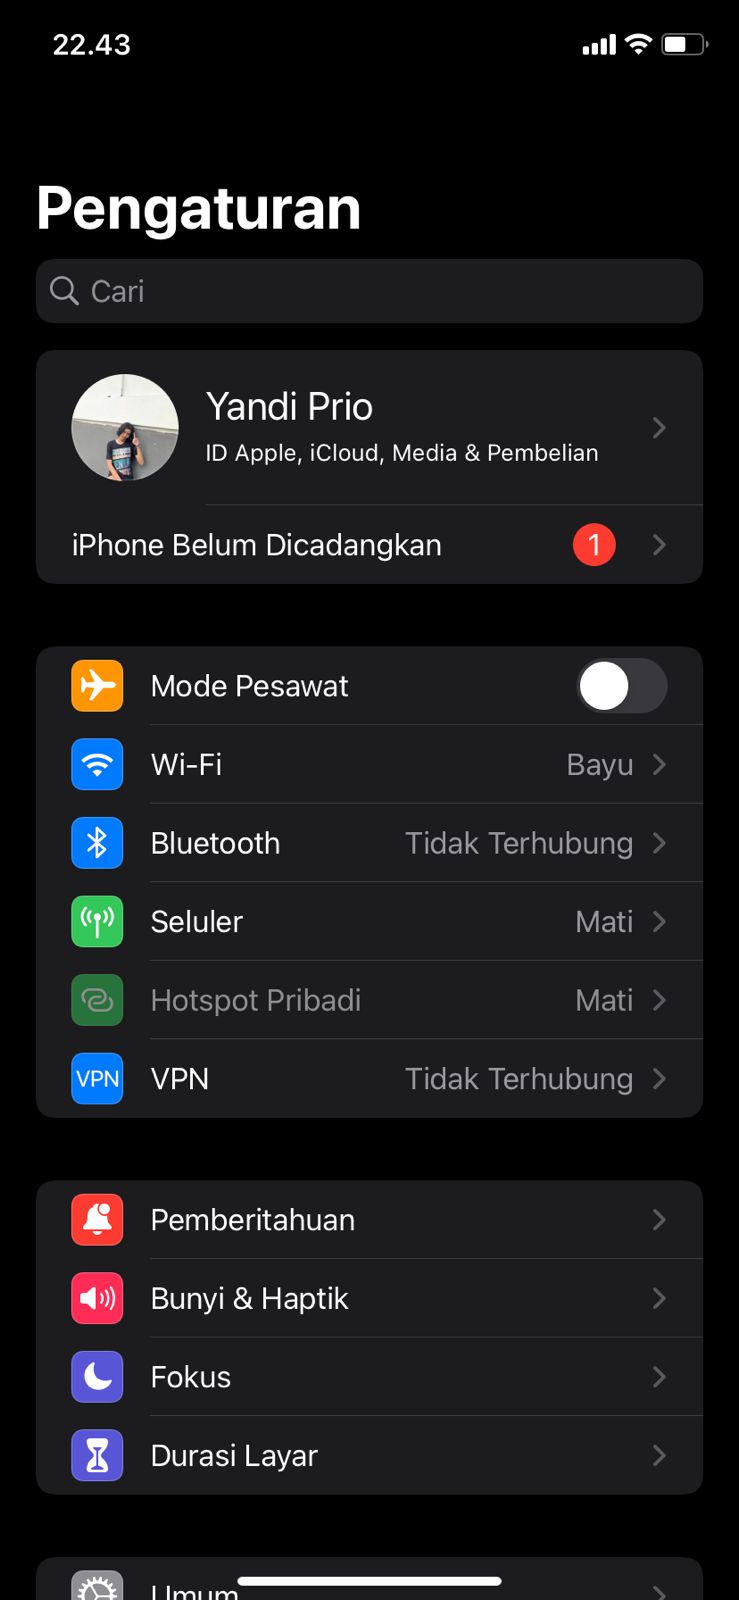 22.43
Pengaturan
Cari
Yandi Prio
ID Apple, iCloud, Media & Pembelian
iPhone Belum Dicadangkan 1
Mode Pesawat
Wi-Fi Bayu
Bluetooth Tidak Terhubung
Seluler Mati
Hotspot Pribadi Mati
VPN VPN Tidak Terhubung
Pemberitahuan
Bunyi & Haptik
Fokus
Durasi Layar
Umum